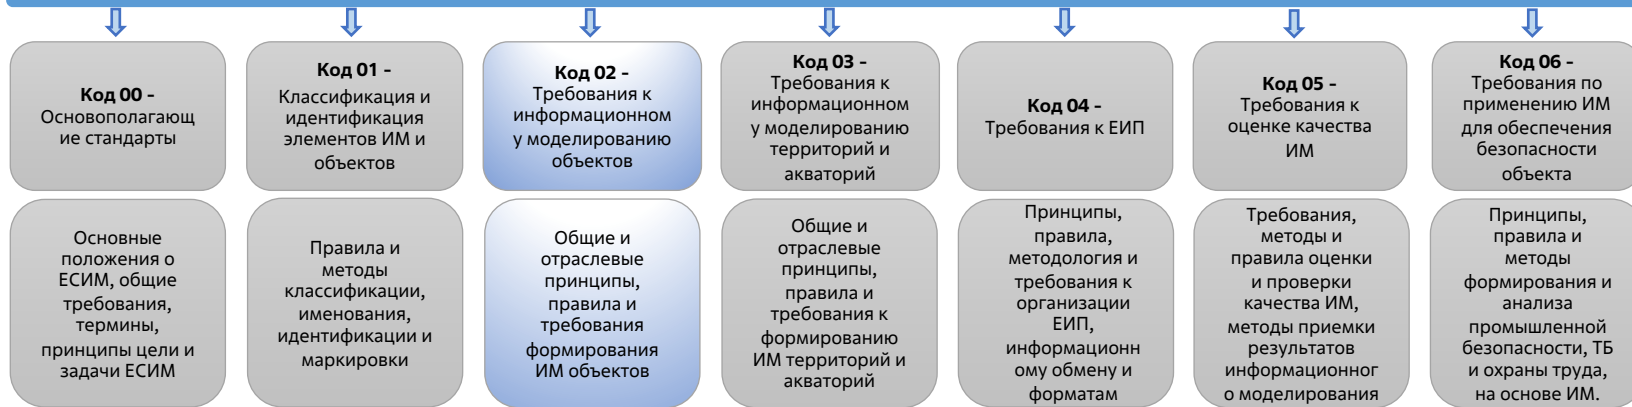 Код 00 -
Основополагающ
ие стандарты
Код 01 -
Классификация и
идентификация
элементов ИМ и
объектов
Код 02 -
Требования к
информационном
у моделированию
объектов
Код 03 -
Требования к
информационном
у моделированию
территорий и
акваторий
Код 04 -
Требования к ЕИП
Код 05 -
Требования к
оценке качества
ИМ
Код 06 -
Требования по
применению ИМ
для обеспечения
безопасности
объекта
Основные
положения о
ЕСИМ, общие
требования,
термины,
принципы цели и
задачи ЕСИМ
Правила и
методы
классификации,
именования,
идентификации и
маркировки
Общие и
отраслевые
принципы,
правила и
требования
формирования
ИМ объектов
Общие и
отраслевые
принципы,
правила и
требования к
формированию
ИМ территорий и
акваторий
Принципы,
правила,
методология и
требования к
организации
ЕИП,
информационн
ому обмену и
форматам
Требования,
методы и
правила оценки
и проверки
качества ИМ,
методы приемки
результатов
информационног
о моделирования
Принципы,
правила и
методы
формирования и
анализа
промышленной
безопасности, ТБ
и охраны труда,
на основе ИМ.